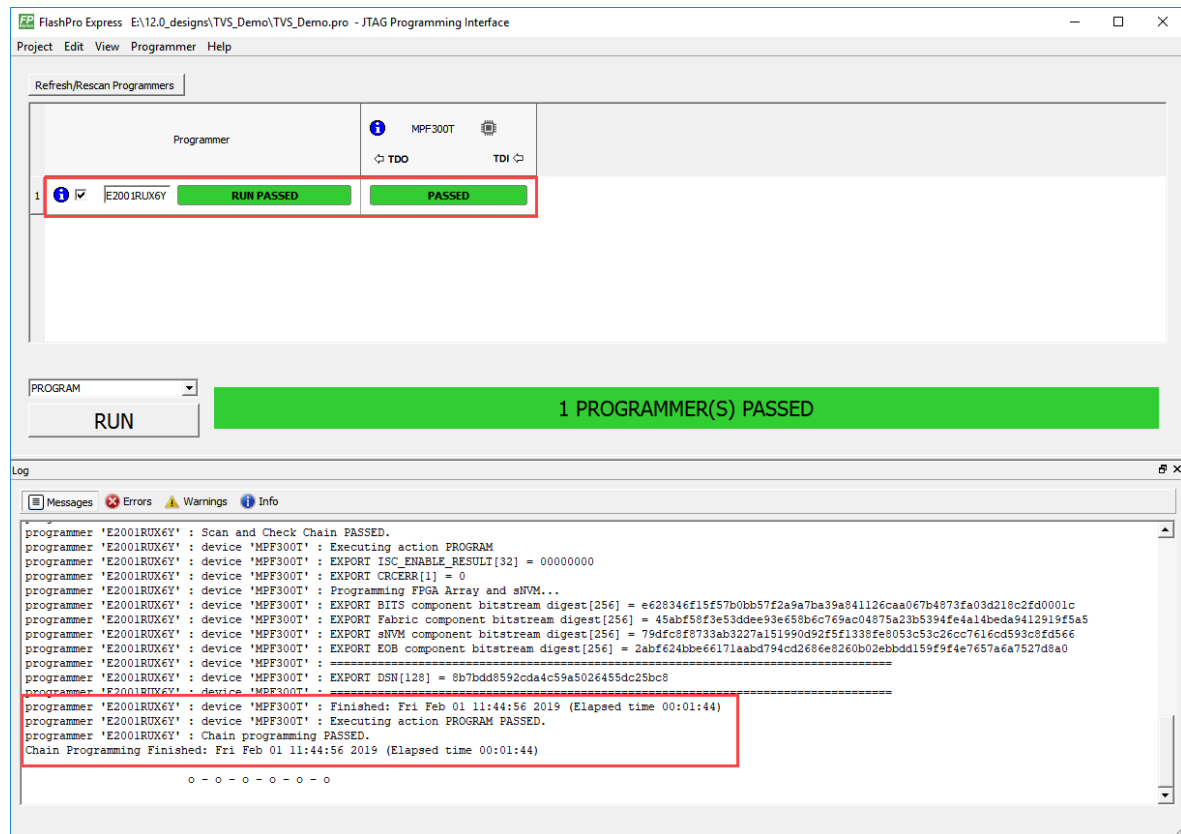 FP FlashPro Express E:\12.0_designs\TVS_Demo\TVS_Demo.pro - JTAG Programming Interface
Project Edit View Programmer Help
Refresh/Rescan Programmers
Programmer
MPF300T
TDO TDI
1 E2001RUX6Y RUN PASSED PASSED
PROGRAM
RUN
1 PROGRAMMER(S) PASSED
Log
Messages Errors Warnings Info
programmer 'E2001RUX6Y' : Scan and Check Chain PASSED.
programmer 'E2001RUX6Y' : device 'MPF300T' : Executing action PROGRAM
programmer 'E2001RUX6Y' : device 'MPF300T' : EXPORT ISC_ENABLE_RESULT[32] = 00000000
programmer 'E2001RUX6Y' : device 'MPF300T' : EXPORT CRCERR[1] = 0
programmer 'E2001RUX6Y' : device 'MPF300T' : Programming FPGA Array and sNVM...
programmer 'E2001RUX6Y' : device 'MPF300T' : EXPORT BITS component bitstream digest[256] = e628346f15f57b0bb57f2a9a7ba39a841126caa067b4873fa03d218c2fd0001c
programmer 'E2001RUX6Y' : device 'MPF300T' : EXPORT Fabric component bitstream digest[256] = 45abf58f3e53ddee93e658b6c769ac04875a23b5394fe4a14beda9412919f5a5
programmer 'E2001RUX6Y' : device 'MPF300T' : EXPORT sNVM component bitstream digest[256] = 79dfc8f8733ab3227a151990d92f5f1338fe8053c53c26cc7616cd593c8fd566
programmer 'E2001RUX6Y' : device 'MPF300T' : EXPORT EOB component bitstream digest[256] = 2abf624bbe66171aabd794cd2686e8260b02ebbdd159f9f4e7657a6a7527d8a0
programmer 'E2001RUX6Y' : device 'MPF300T' : =====================================================================================
programmer 'E2001RUX6Y' : device 'MPF300T' : EXPORT DSN[128] = 8b7bdd8592cda4c59a5026455dc25bc8
programmer 'E2001RUX6Y' : device 'MPF300T' : =====================================================================================
programmer 'E2001RUX6Y' : device 'MPF300T' : Finished: Fri Feb 01 11:44:56 2019 (Elapsed time 00:01:44)
programmer 'E2001RUX6Y' : device 'MPF300T' : Executing action PROGRAM PASSED.
programmer 'E2001RUX6Y' : Chain programming PASSED.
Chain Programming Finished: Fri Feb 01 11:44:56 2019 (Elapsed time 00:01:44)
o - o - o - o - o - o